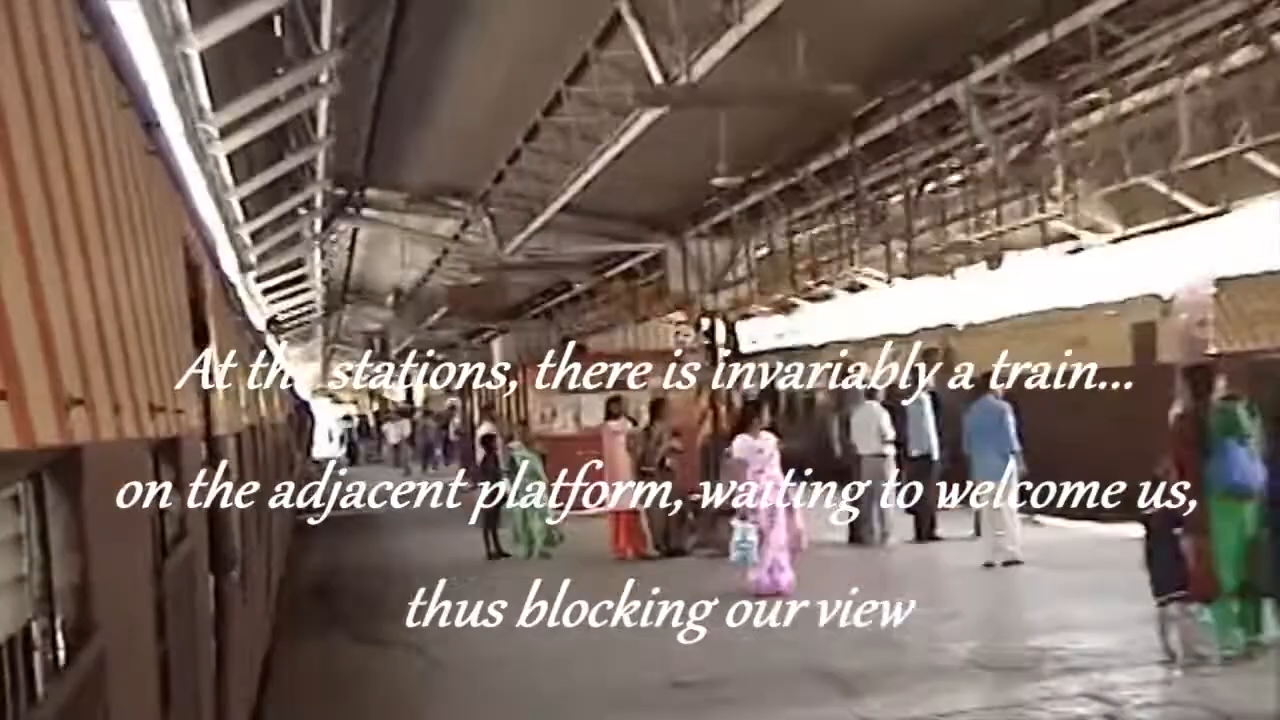 At the stations, there is invariably a train...
on the adjacent platform, waiting to welcome us,
thus blocking our view